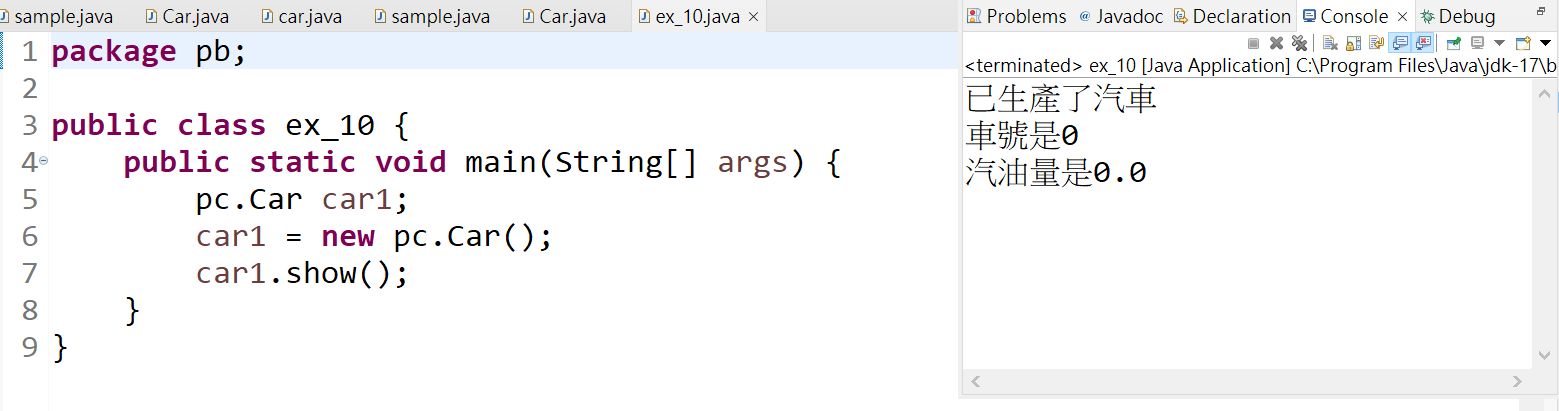 sample.java Car.java car.java sample.java Car.java ex_10.java
1 package pb;
2
3 public class ex_10 {
4 public static void main(String[] args) {
5 pc.Car car1;
6 car1 = new pc.Car();
7 car1.show();
8 }
9 }
Problems Javadoc Declaration Console Debug
<terminated> ex_10 [Java Application] C:\Program Files\Java\jdk-17\b
已生產了汽車
車號是0
汽油量是0.0